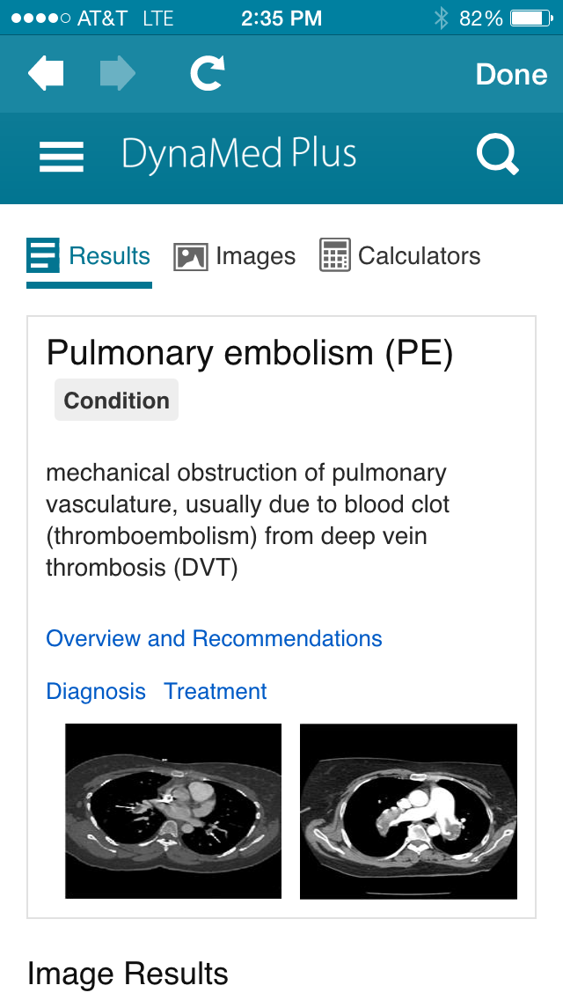 AT&T LTE 2:35 PM 82%
Done
DynaMed Plus
Results Images Calculators
Pulmonary embolism (PE)
Condition
mechanical obstruction of pulmonary
vasculature, usually due to blood clot
(thromboembolism) from deep vein
thrombosis (DVT)
Overview and Recommendations
Diagnosis Treatment
Image Results